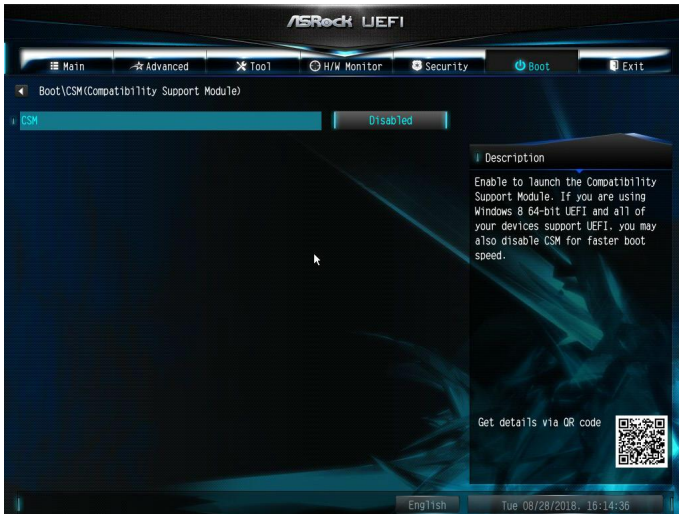 ASRock UEFI
Main Advanced Tool H/W Monitor Security Boot Exit
Boot\CSM(Compatibility Support Module)
CSM Disabled
Description
Enable to launch the Compatibility
Support Module. If you are using
Windows 8 64-bit UEFI and all of
your devices support UEFI. you may
also disable CSM for faster boot
speed.
Get details via QR code
English Tue 08/28/2018. 16:14:36